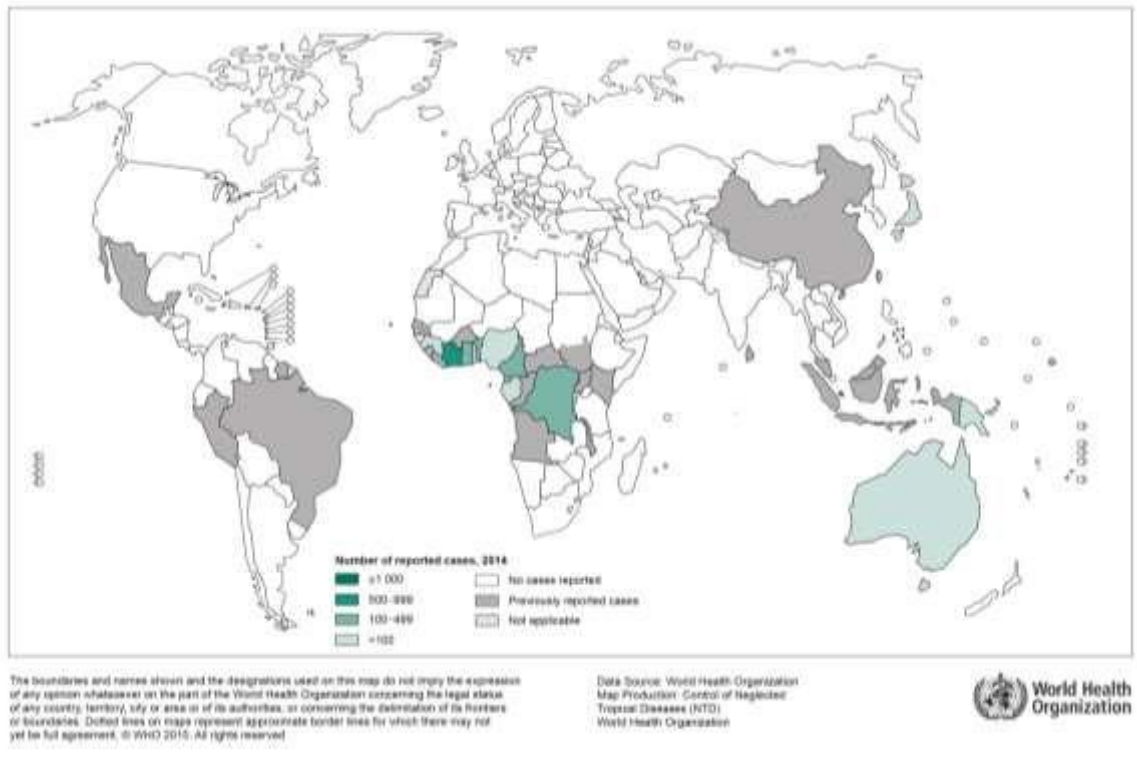 Number of reported cases, 2014
≥1 000
500–999
100–499
<100
No cases reported
Previously reported cases
Not applicable
The boundaries and names shown and the designations used on this map do not imply the expression
of any opinion whatsoever on the part of the World Health Organization concerning the legal status
of any country, territory, city or area or of its authorities, or concerning the delimitation of its frontiers
or boundaries. Dotted lines on maps represent approximate border lines for which there may not
yet be full agreement. © WHO 2015. All rights reserved
Data Source: World Health Organization
Map Production: Control of Neglected
Tropical Diseases (NTD)
World Health Organization
World Health
Organization